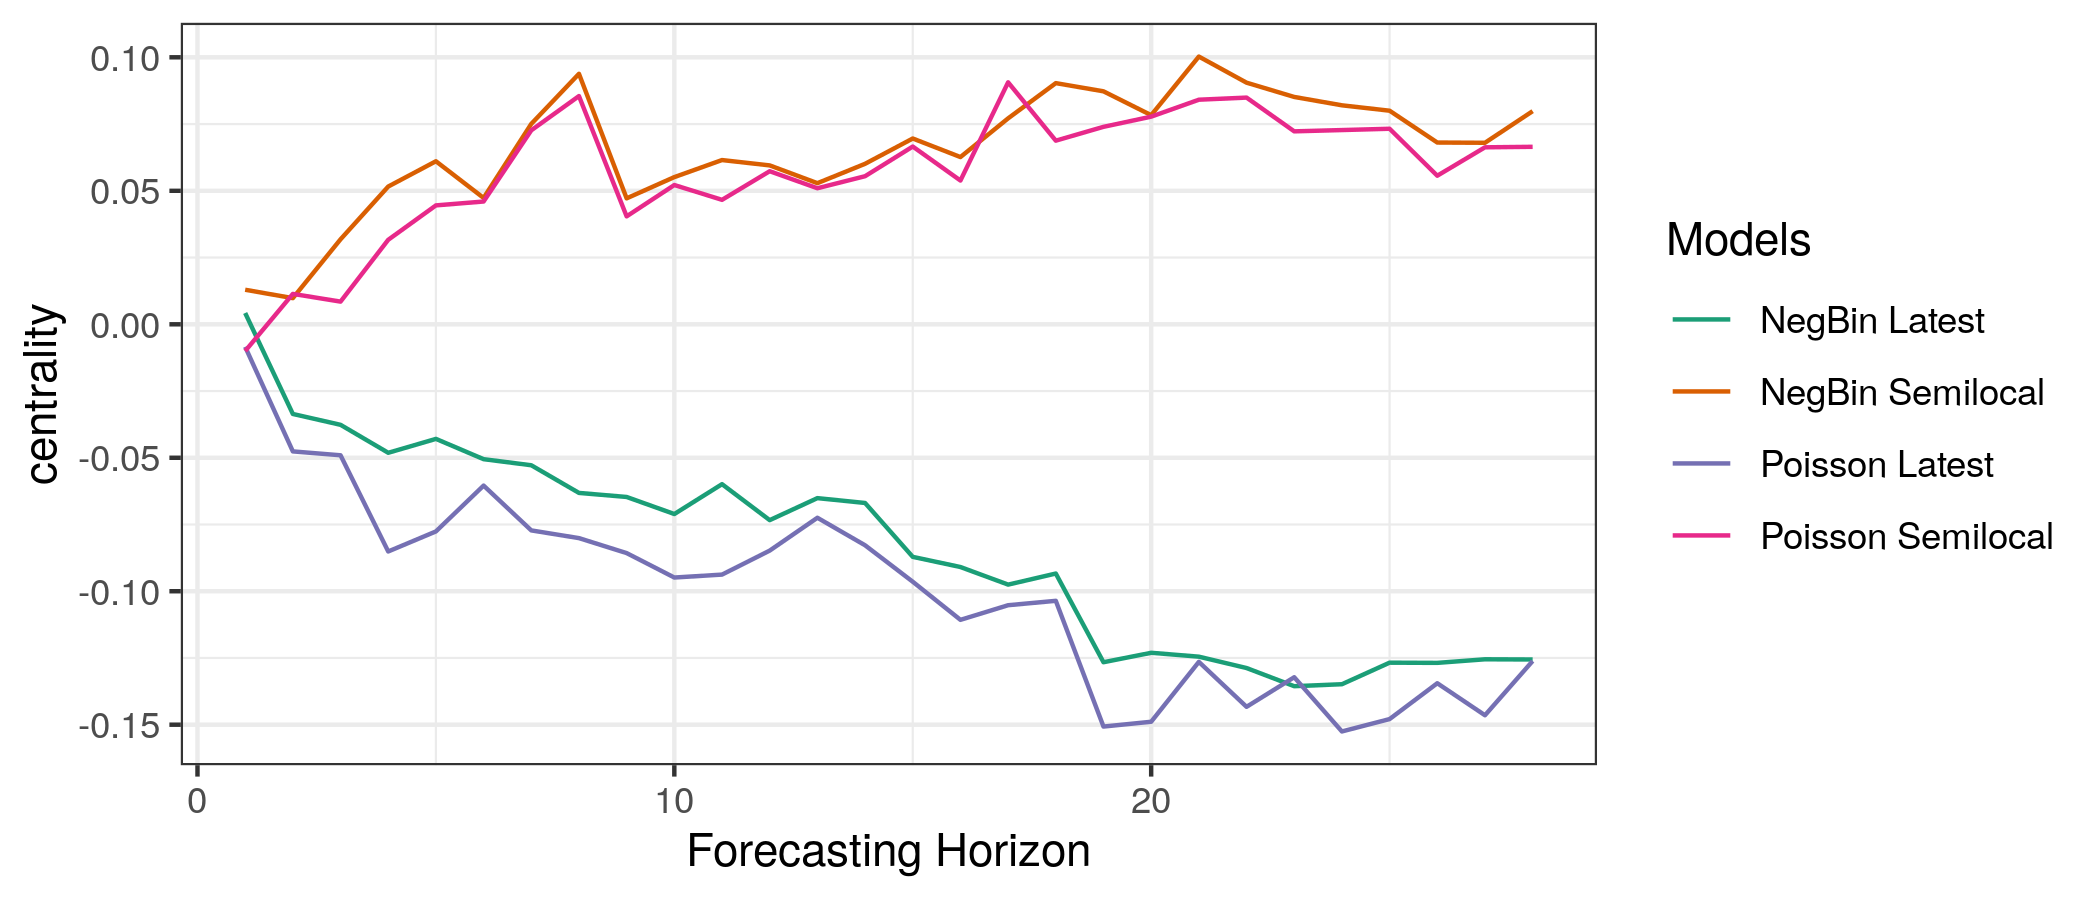 centrality
0.10
0.05
0.00
-0.05
-0.10
-0.15
0 10 20
Forecasting Horizon
Models
NegBin Latest
NegBin Semilocal
Poisson Latest
Poisson Semilocal